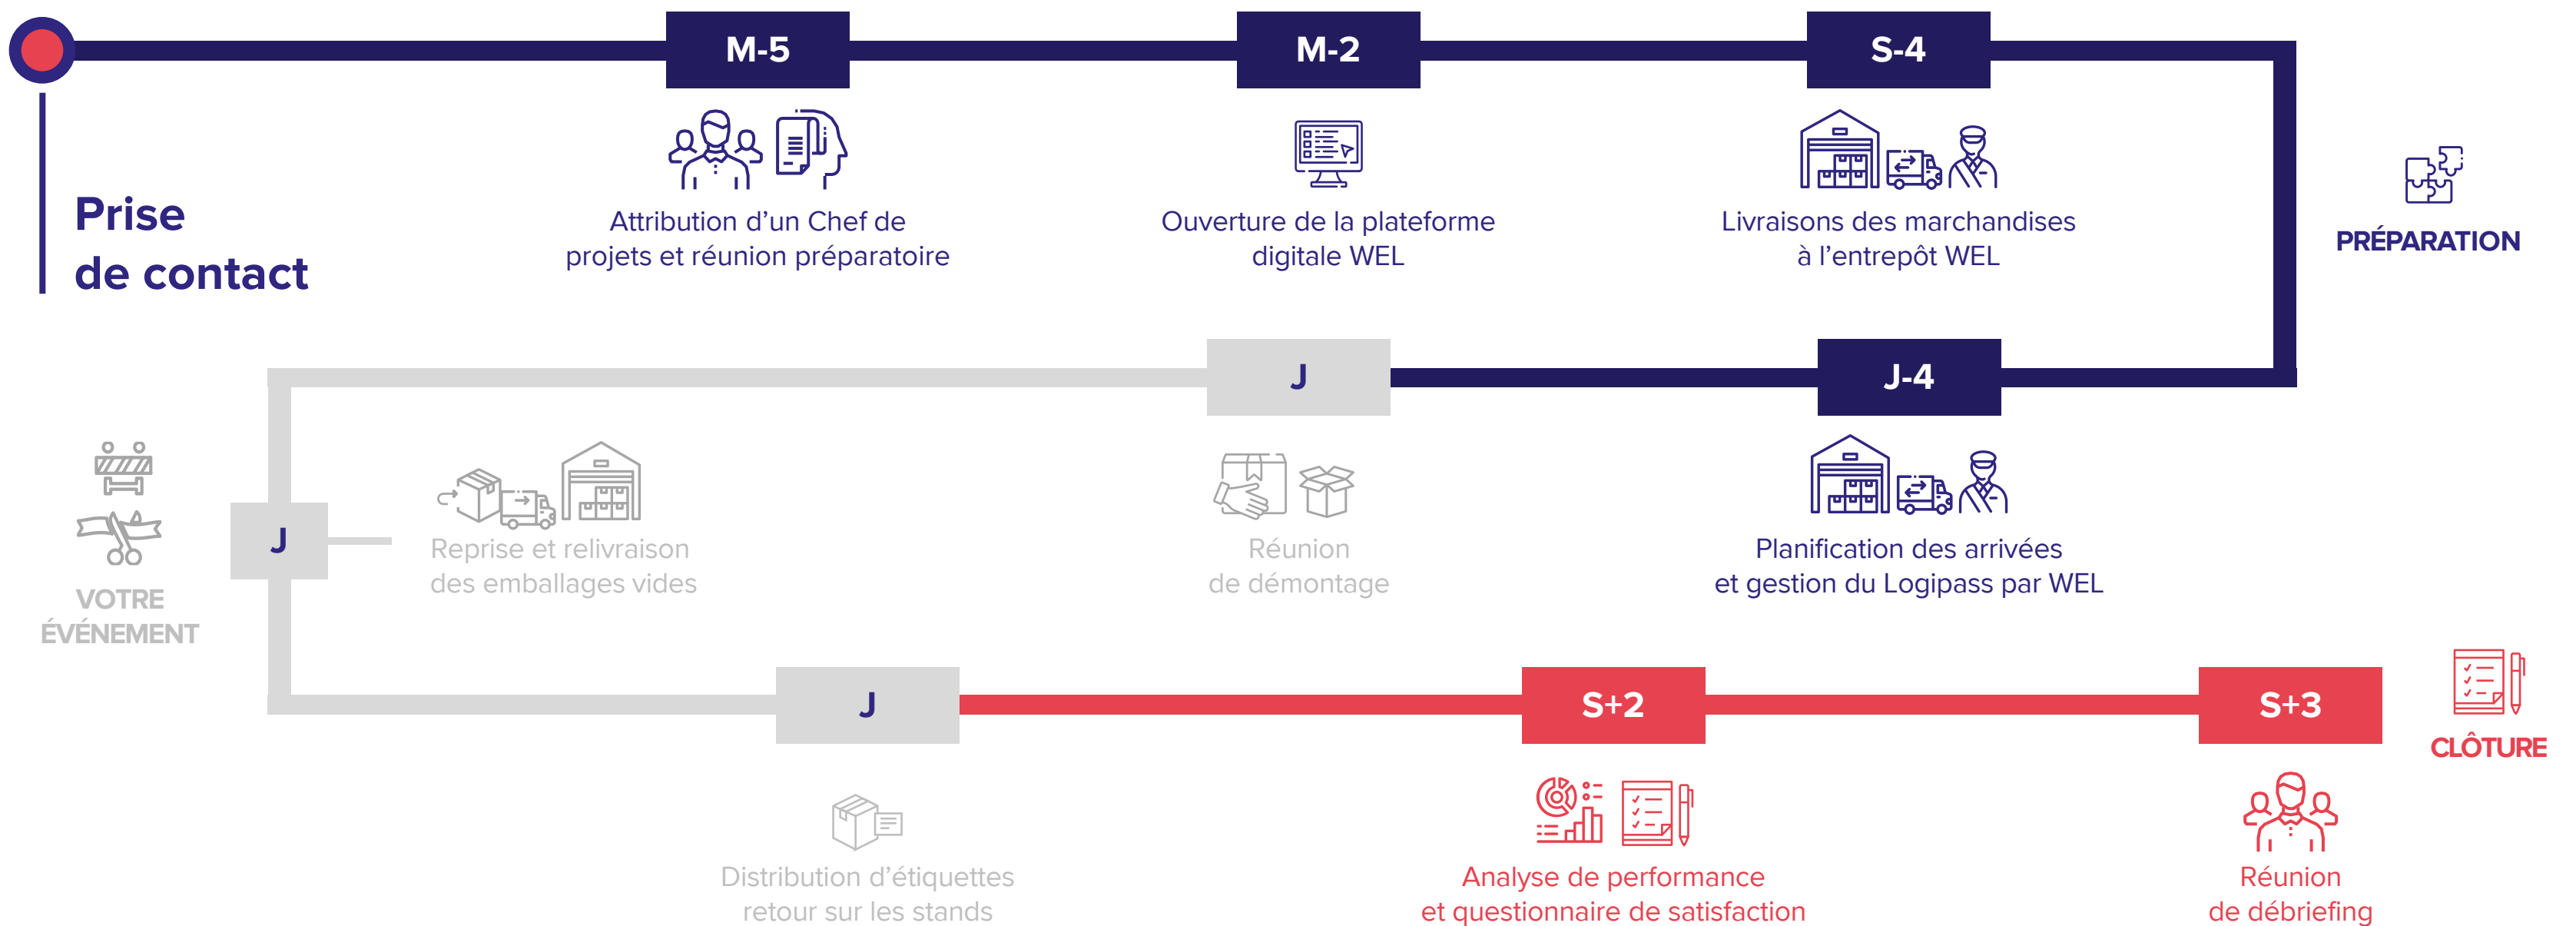 M-5
M-2
S-4
Prise
de contact
Attribution d’un Chef de
projets et réunion préparatoire
Ouverture de la plateforme
digitale WEL
Livraisons des marchandises
à l’entrepôt WEL
PRÉPARATION
J-4
Planification des arrivées
et gestion du Logipass par WEL
J
Réunion
de démontage
J
Reprise et relivraison
des emballages vides
VOTRE
ÉVÉNEMENT
J
Distribution d’étiquettes
retour sur les stands
S+2
Analyse de performance
et questionnaire de satisfaction
S+3
Réunion
de débriefing
CLÔTURE